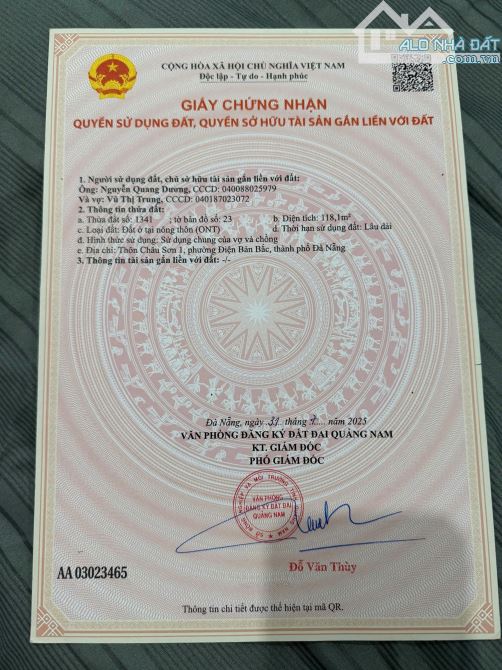 ALO NHÀ ĐẤT
CỘNG HÒA XÃ HỘI CHỦ NGHĨA VIỆT NAM
Độc lập - Tự do - Hạnh phúc
GIẤY CHỨNG NHẬN
QUYỀN SỬ DỤNG ĐẤT, QUYỀN SỞ HỮU TÀI SẢN GẮN LIỀN VỚI ĐẤT
1. Người sử dụng đất, chủ sở hữu tài sản gắn liền với đất:
Ông: Nguyễn Quang Dương, CCCD: 040088025979
Và vợ: Vũ Thị Trung, CCCD: 040187023072
2. Thông tin thửa đất:
a. Thửa đất số: 1341 ; tờ bản đồ số: 23 b. Diện tích: 118,1m²
c. Loại đất: Đất ở tại nông thôn (ONT) d. Thời hạn sử dụng đất: Lâu dài
đ. Hình thức sử dụng: Sử dụng chung của vợ và chồng
e. Địa chỉ: Thôn Châu Sơn 1, phường Điện Bàn Bắc, thành phố Đà Nẵng
3. Thông tin tài sản gắn liền với đất: -/-
Đà Nẵng, ngày 31 tháng 7 năm 2025
VĂN PHÒNG ĐĂNG KÝ ĐẤT ĐAI QUẢNG NAM
KT. GIÁM ĐỐC
PHÓ GIÁM ĐỐC
VĂN PHÒNG
ĐĂNG KÝ ĐẤT ĐAI
QUẢNG NAM
Đỗ Văn Thùy
AA 03023465
Thông tin chi tiết được thể hiện tại mã QR.